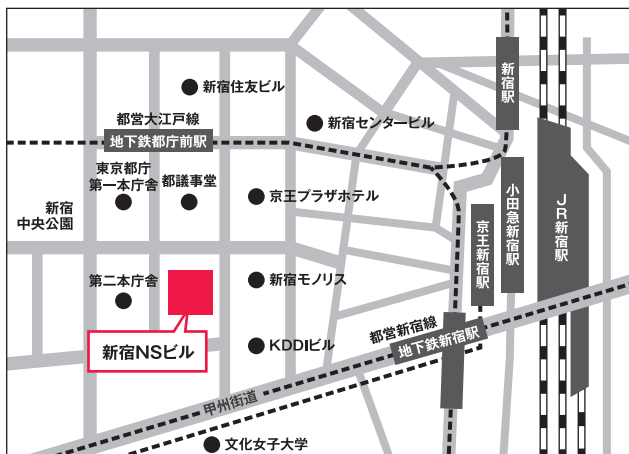 新宿駅
新宿住友ビル
都営大江戸線
新宿センタービル
地下鉄都庁前駅
東京都庁
第一本庁舎
都議事堂
京王プラザホテル
新宿
中央公園
小田急新宿駅
JR新宿駅
京王新宿駅
第二本庁舎
新宿モノリス
都営新宿線
地下鉄新宿駅
新宿NSビル
KDDIビル
甲州街道
文化女子大学